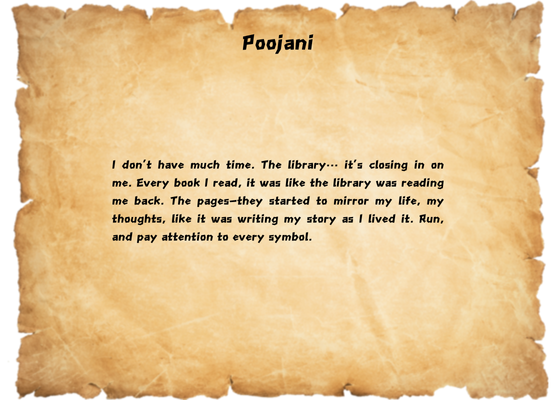 Poojani
I don't have much time. The library... it's closing in on
me. Every book I read, it was like the library was reading
me back. The pages—they started to mirror my life, my
thoughts, like it was writing my story as I lived it. Run,
and pay attention to every symbol.